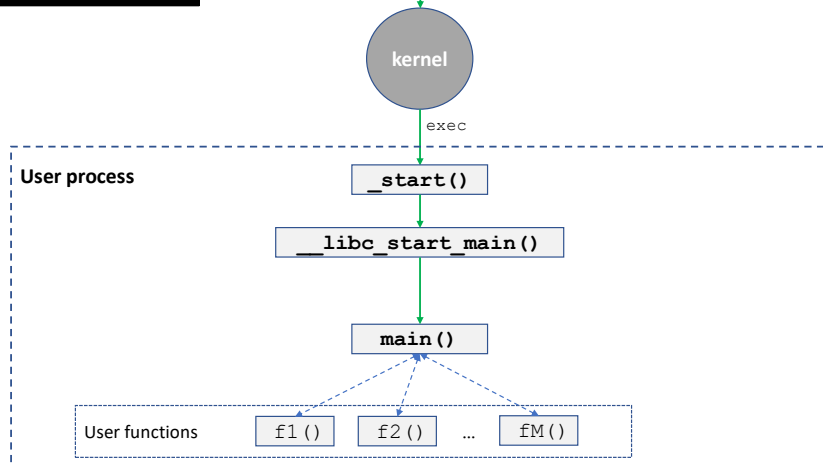 kernel
exec
User process
_start()
__libc_start_main()
main()
User functions f1() f2() … fM()